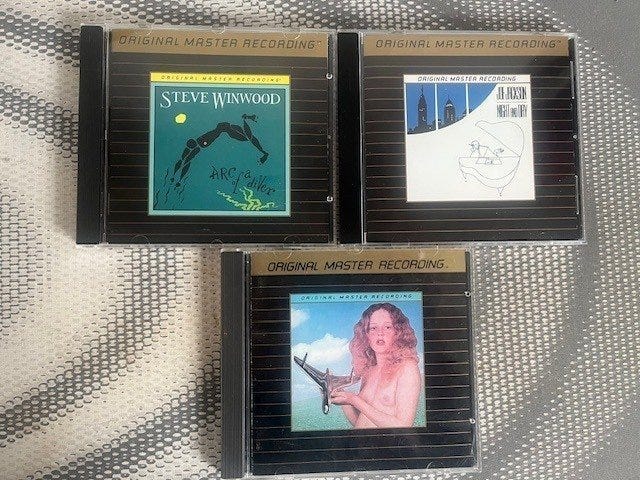 ORIGINAL MASTER RECORDING™
ORIGINAL MASTER RECORDING
STEVE WINWOOD
ARC of a diver
ORIGINAL MASTER RECORDING™
ORIGINAL MASTER RECORDING
JOE JACKSON
NIGHT AND DAY
ORIGINAL MASTER RECORDING™
ORIGINAL MASTER RECORDING